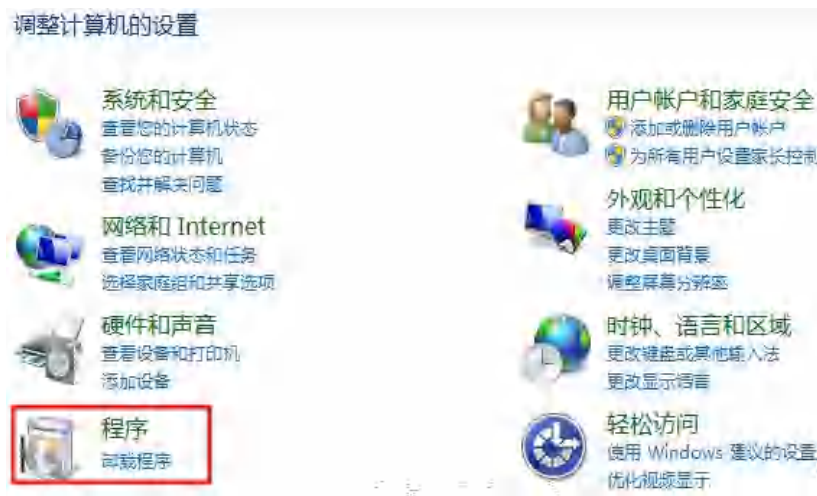 调整计算机的设置
系统和安全
查看您的计算机状态
备份您的计算机
查找并解决问题
网络和 Internet
查看网络状态和任务
选择家庭组和共享选项
硬件和声音
查看设备和打印机
添加设备
程序
卸载程序
用户帐户和家庭安全
添加或删除用户帐户
为所有用户设置家长控制
外观和个性化
更改主题
更改桌面背景
调整屏幕分辨率
时钟、语言和区域
更改键盘或其他输入法
更改显示语言
轻松访问
使用 Windows 建议的设置
优化视频显示